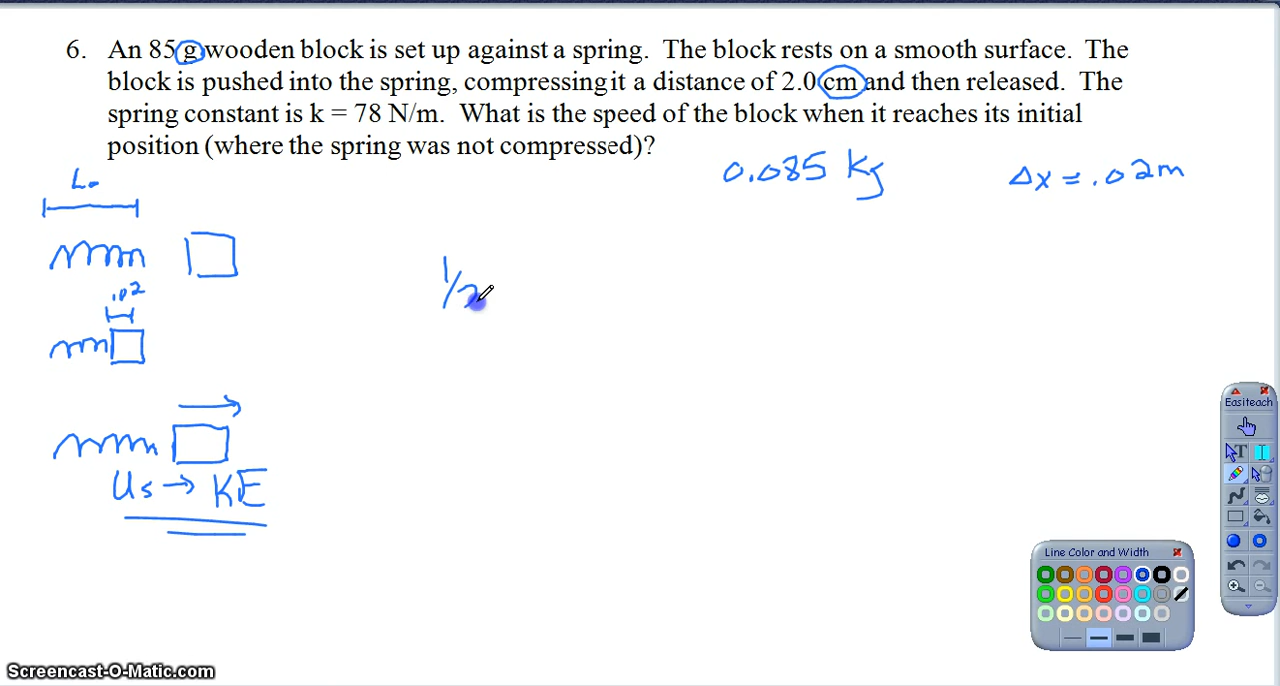 6. An 85 g wooden block is set up against a spring. The block rests on a smooth surface. The
block is pushed into the spring, compressing it a distance of 2.0 cm and then released. The
spring constant is k = 78 N/m. What is the speed of the block when it reaches its initial
position (where the spring was not compressed)?
0.085 kg
Δx = .02m
L₀
.02
1/2
Us → KE
Easiteach
T
Line Color and Width
Screencast-O-Matic.com